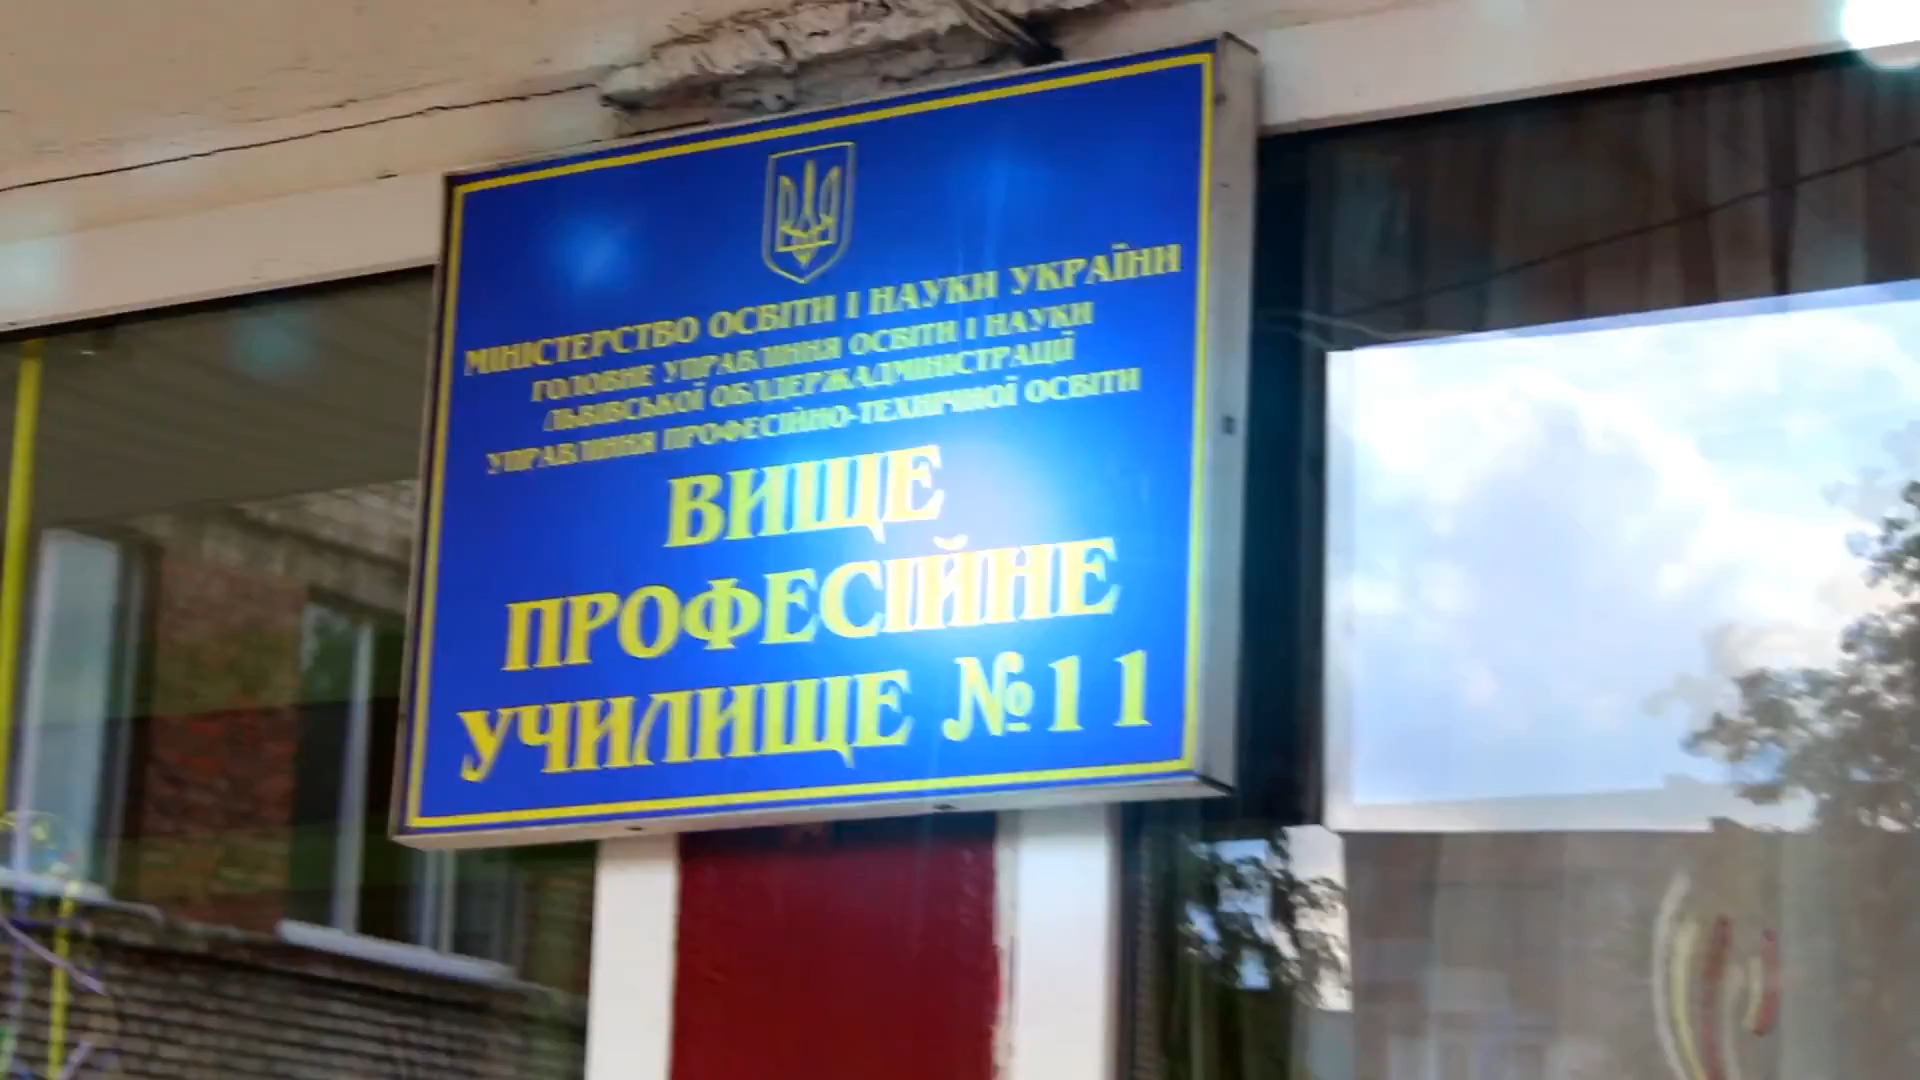 МІНІСТЕРСТВО ОСВІТИ І НАУКИ УКРАЇНИ
ГОЛОВНЕ УПРАВЛІННЯ ОСВІТИ І НАУКИ
ЛЬВІВСЬКОЇ ОБЛДЕРЖАДМІНІСТРАЦІЇ
УПРАВЛІННЯ ПРОФЕСІЙНО-ТЕХНІЧНОЇ ОСВІТИ
ВИЩЕ
ПРОФЕСІЙНЕ
УЧИЛИЩЕ №11